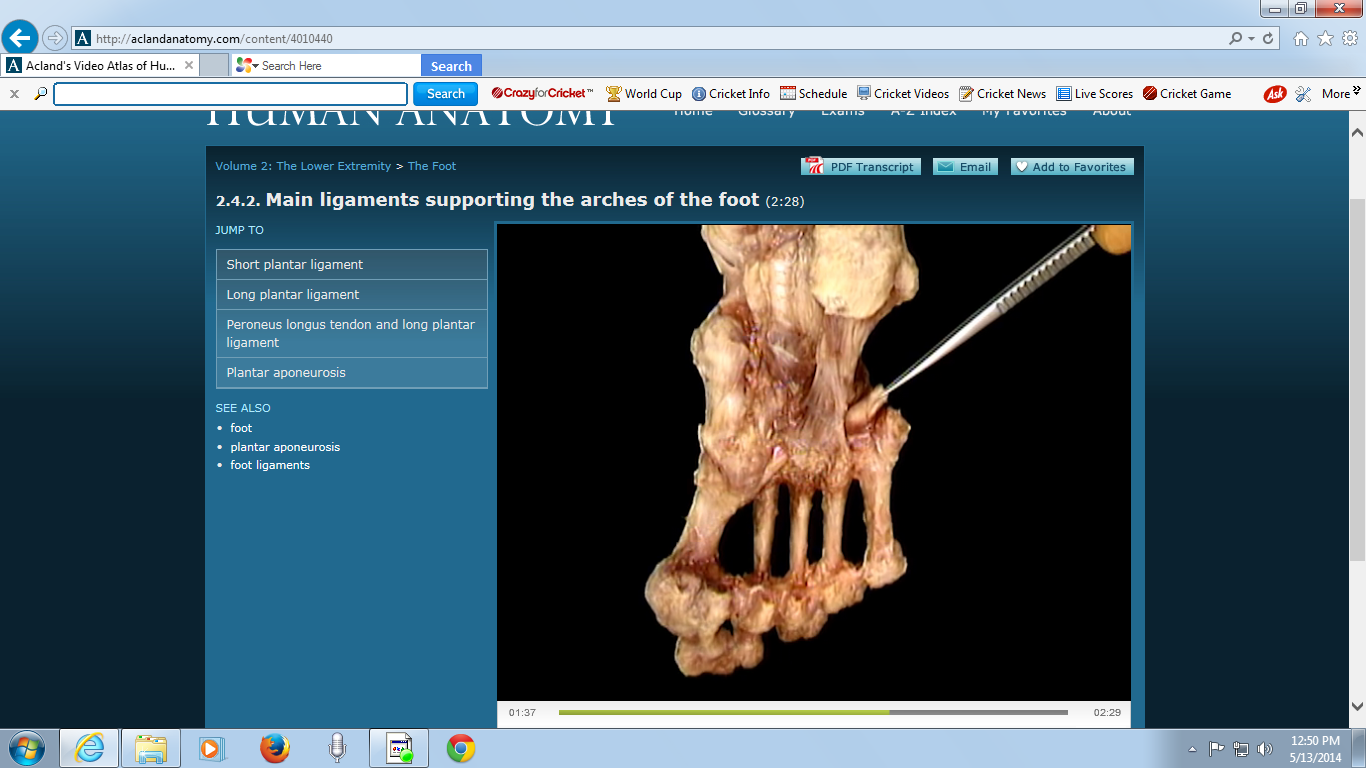 http://aclandanatomy.com/content/4010440
Acland's Video Atlas of Hu...
Search Here
Search
Search
CrazyforCricket™
World Cup
Cricket Info
Schedule
Cricket Videos
Cricket News
Live Scores
Cricket Game
Ask
More
HUMAN ANATOMY
Home
Glossary
Exams
A-Z Index
My Favorites
About
Volume 2: The Lower Extremity > The Foot
PDF Transcript
Email
Add to Favorites
2.4.2. Main ligaments supporting the arches of the foot (2:28)
JUMP TO
Short plantar ligament
Long plantar ligament
Peroneus longus tendon and long plantar
ligament
Plantar aponeurosis
SEE ALSO
• foot
• plantar aponeurosis
• foot ligaments
01:37
02:29
12:50 PM
5/13/2014